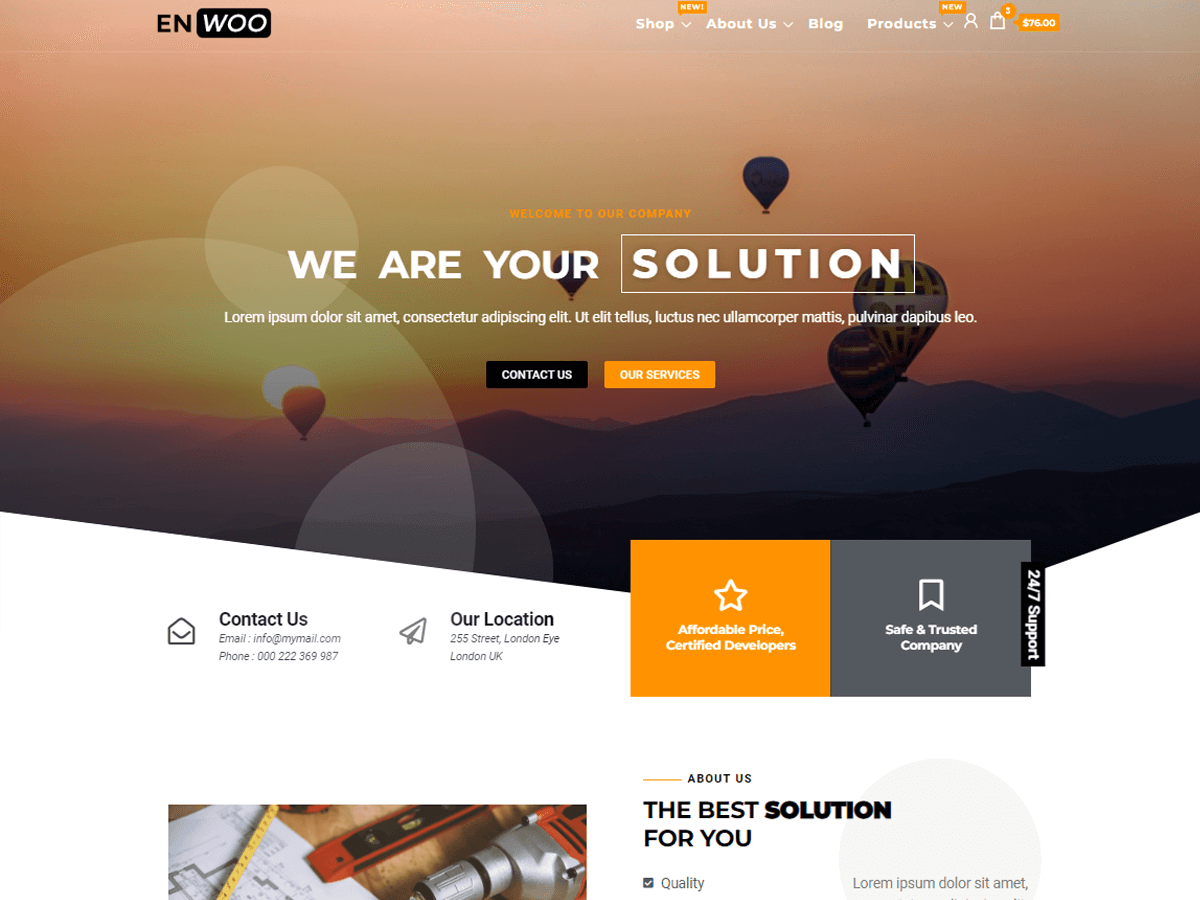 EN WOO
NEW!
NEW
3
Shop
About Us
Blog
Products
$76.00
WELCOME TO OUR COMPANY
WE ARE YOUR SOLUTION
Lorem ipsum dolor sit amet, consectetur adipiscing elit. Ut elit tellus, luctus nec ullamcorper mattis, pulvinar dapibus leo.
CONTACT US
OUR SERVICES
Contact Us
Email : info@mymail.com
Phone : 000 222 369 987
Our Location
255 Street, London Eye
London UK
Affordable Price,
Certified Developers
Safe & Trusted
Company
24/7 Support
ABOUT US
THE BEST SOLUTION
FOR YOU
Quality
Lorem ipsum dolor sit amet,